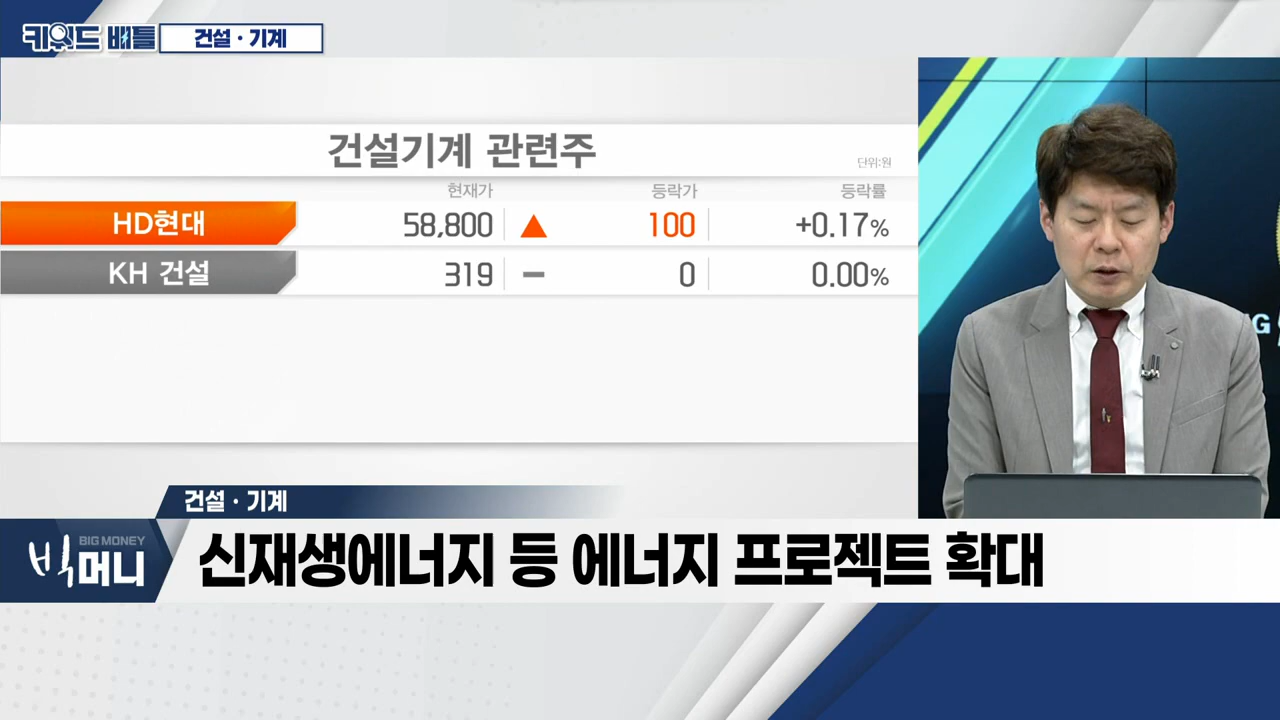 키워드 배틀 건설·기계
건설기계 관련주
단위:원
현재가 등락가 등락률
HD현대 58,800 ▲ 100 +0.17%
KH 건설 319 - 0 0.00%
건설·기계
BIG MONEY
빅머니
신재생에너지 등 에너지 프로젝트 확대